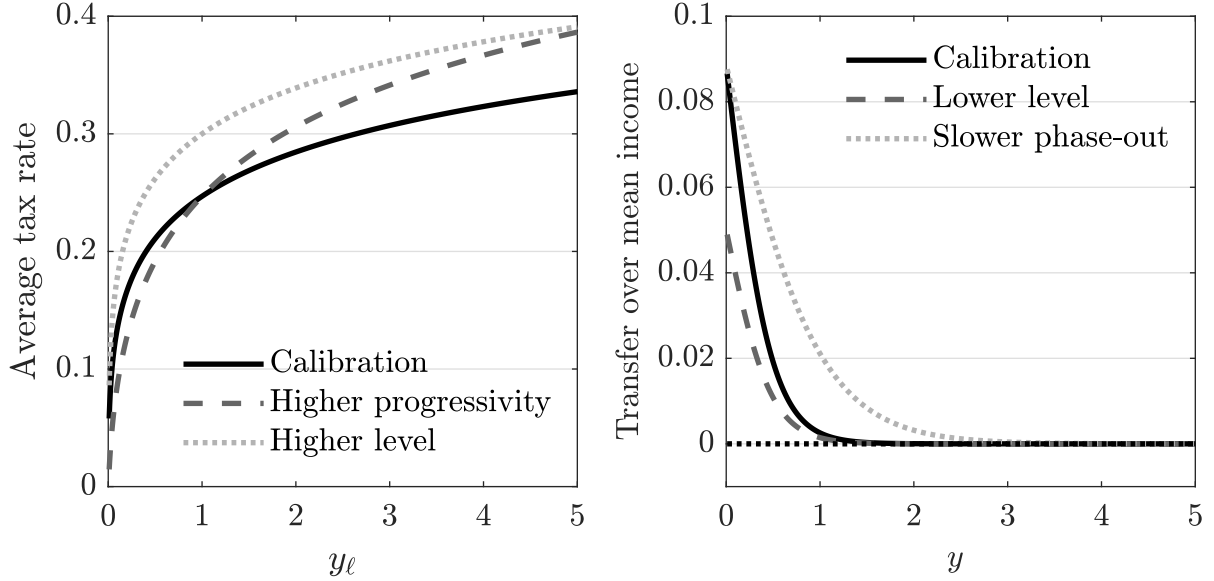 Average tax rate
0.4
0.3
0.2
0.1
0
Calibration
Higher progressivity
Higher level
0 1 2 3 4 5
yℓ
Transfer over mean income
0.1
0.08
0.06
0.04
0.02
0
Calibration
Lower level
Slower phase-out
0 1 2 3 4 5
y